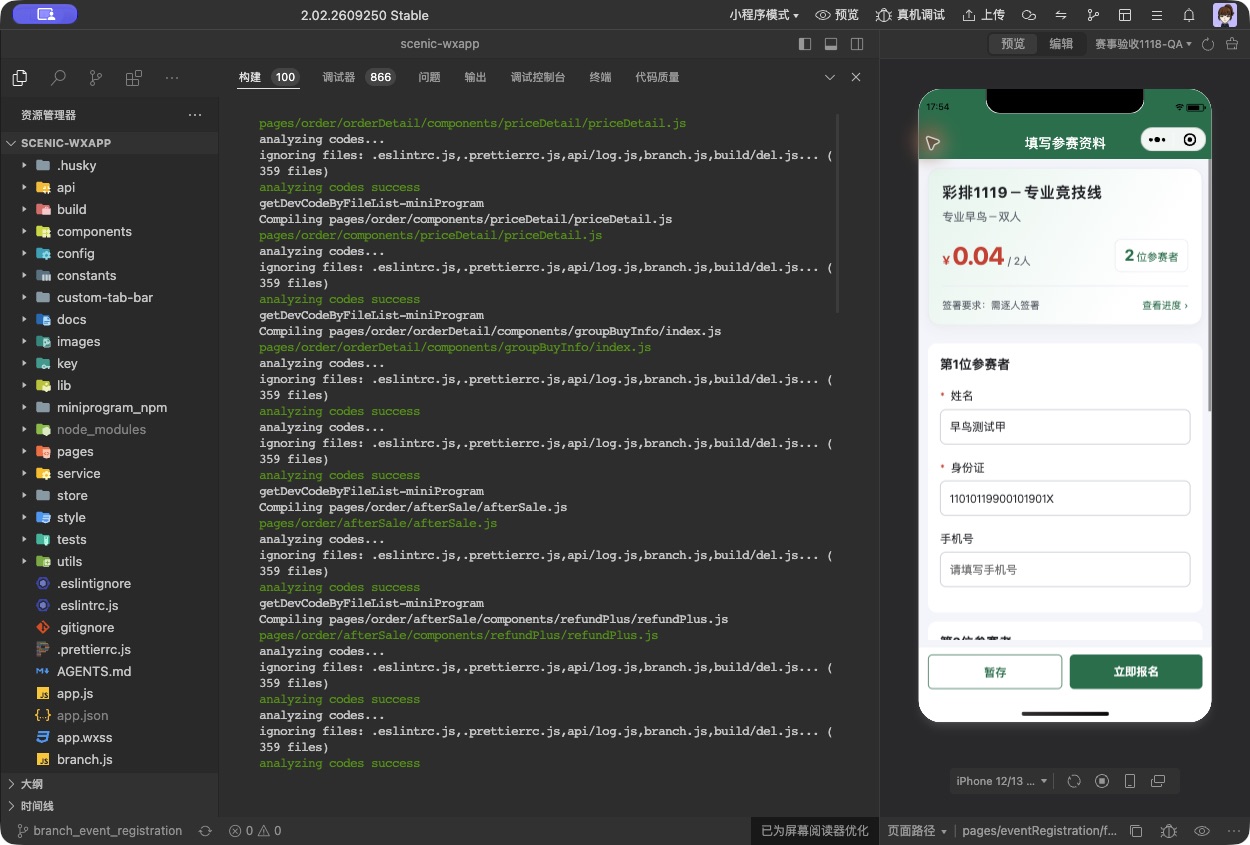 2.02.2609250 Stable
小程序模式
预览
真机调试
上传
scenic-wxapp
预览
编辑
赛事验收1118-QA
资源管理器
SCENIC-WXAPP
.husky
api
build
components
config
constants
custom-tab-bar
docs
images
key
lib
miniprogram_npm
node_modules
pages
service
store
style
tests
utils
.eslintignore
.eslintrc.js
.gitignore
.prettierrc.js
AGENTS.md
app.js
app.json
app.wxss
branch.js
大纲
时间线
构建 100
调试器 866
问题
输出
调试控制台
终端
代码质量
pages/order/orderDetail/components/priceDetail/priceDetail.js
analyzing codes...
ignoring files: .eslintrc.js,.prettierrc.js,api/log.js,branch.js,build/del.js... (
359 files)
analyzing codes success
getDevCodeByFileList-miniProgram
Compiling pages/order/components/priceDetail/priceDetail.js
pages/order/components/priceDetail/priceDetail.js
analyzing codes...
ignoring files: .eslintrc.js,.prettierrc.js,api/log.js,branch.js,build/del.js... (
359 files)
analyzing codes success
getDevCodeByFileList-miniProgram
Compiling pages/order/orderDetail/components/groupBuyInfo/index.js
pages/order/orderDetail/components/groupBuyInfo/index.js
analyzing codes...
ignoring files: .eslintrc.js,.prettierrc.js,api/log.js,branch.js,build/del.js... (
359 files)
analyzing codes success
analyzing codes...
ignoring files: .eslintrc.js,.prettierrc.js,api/log.js,branch.js,build/del.js... (
359 files)
analyzing codes success
getDevCodeByFileList-miniProgram
Compiling pages/order/afterSale/afterSale.js
pages/order/afterSale/afterSale.js
analyzing codes...
ignoring files: .eslintrc.js,.prettierrc.js,api/log.js,branch.js,build/del.js... (
359 files)
analyzing codes success
getDevCodeByFileList-miniProgram
Compiling pages/order/afterSale/components/refundPlus/refundPlus.js
pages/order/afterSale/components/refundPlus/refundPlus.js
analyzing codes...
ignoring files: .eslintrc.js,.prettierrc.js,api/log.js,branch.js,build/del.js... (
359 files)
analyzing codes success
analyzing codes...
ignoring files: .eslintrc.js,.prettierrc.js,api/log.js,branch.js,build/del.js... (
359 files)
analyzing codes success
17:54
填写参赛资料
彩排1119－专业竞技线
专业早鸟－双人
¥0.04 / 2人
2位参赛者
签署要求：需逐人签署
查看进度 ›
第1位参赛者
* 姓名
早鸟测试甲
* 身份证
11010119900101901X
手机号
请填写手机号
第2位参赛者
暂存
立即报名
iPhone 12/13 ...
branch_event_registration
0
0
已为屏幕阅读器优化
页面路径
pages/eventRegistration/f...